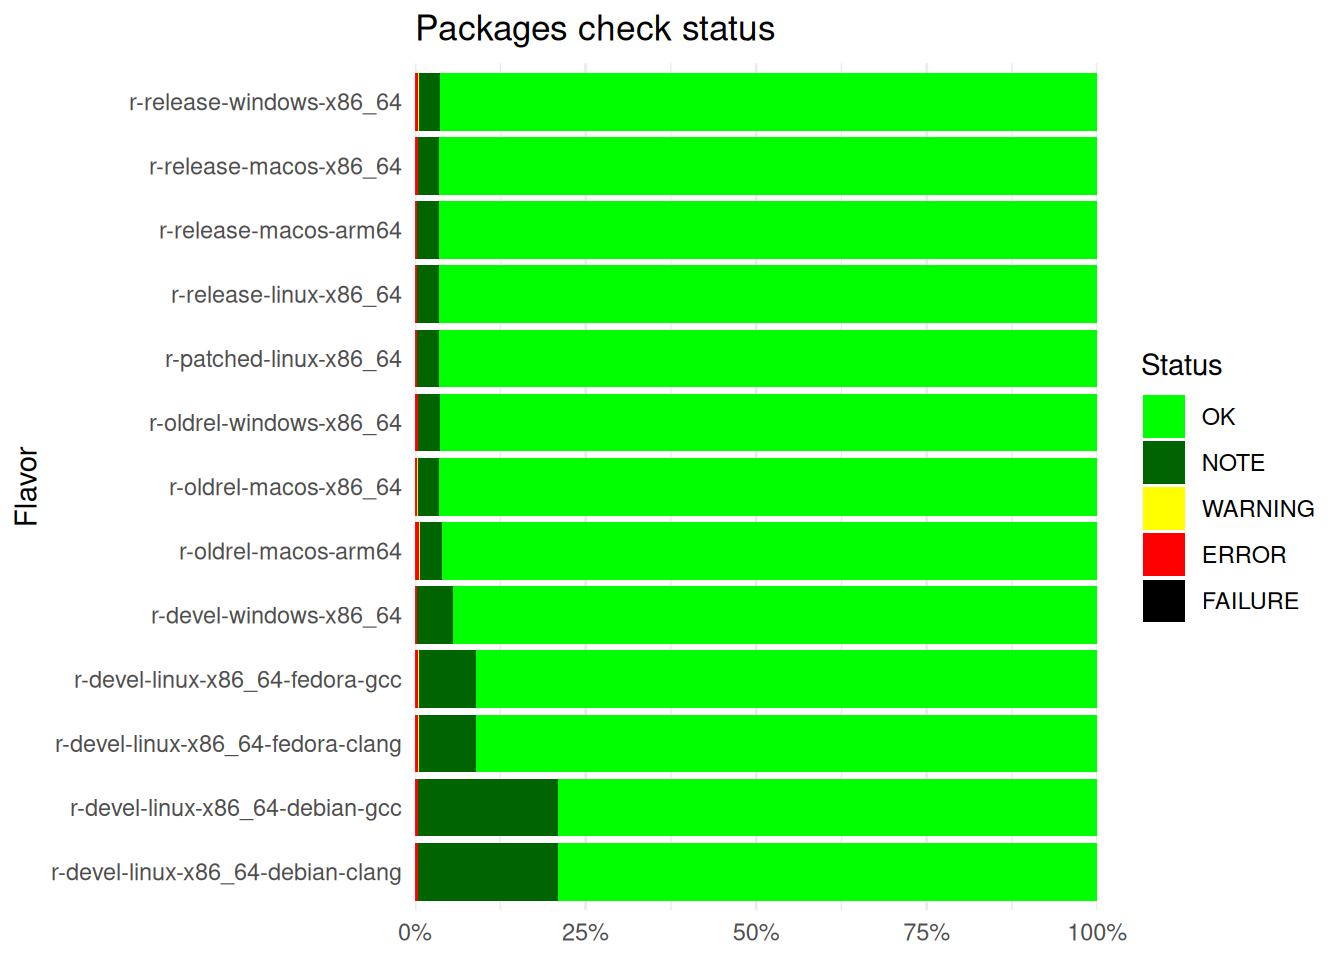 Packages check status
r-release-windows-x86_64
r-release-macos-x86_64
r-release-macos-arm64
r-release-linux-x86_64
r-patched-linux-x86_64
r-oldrel-windows-x86_64
r-oldrel-macos-x86_64
r-oldrel-macos-arm64
r-devel-windows-x86_64
r-devel-linux-x86_64-fedora-gcc
r-devel-linux-x86_64-fedora-clang
r-devel-linux-x86_64-debian-gcc
r-devel-linux-x86_64-debian-clang
Flavor
0% 25% 50% 75% 100%
Status
OK
NOTE
WARNING
ERROR
FAILURE